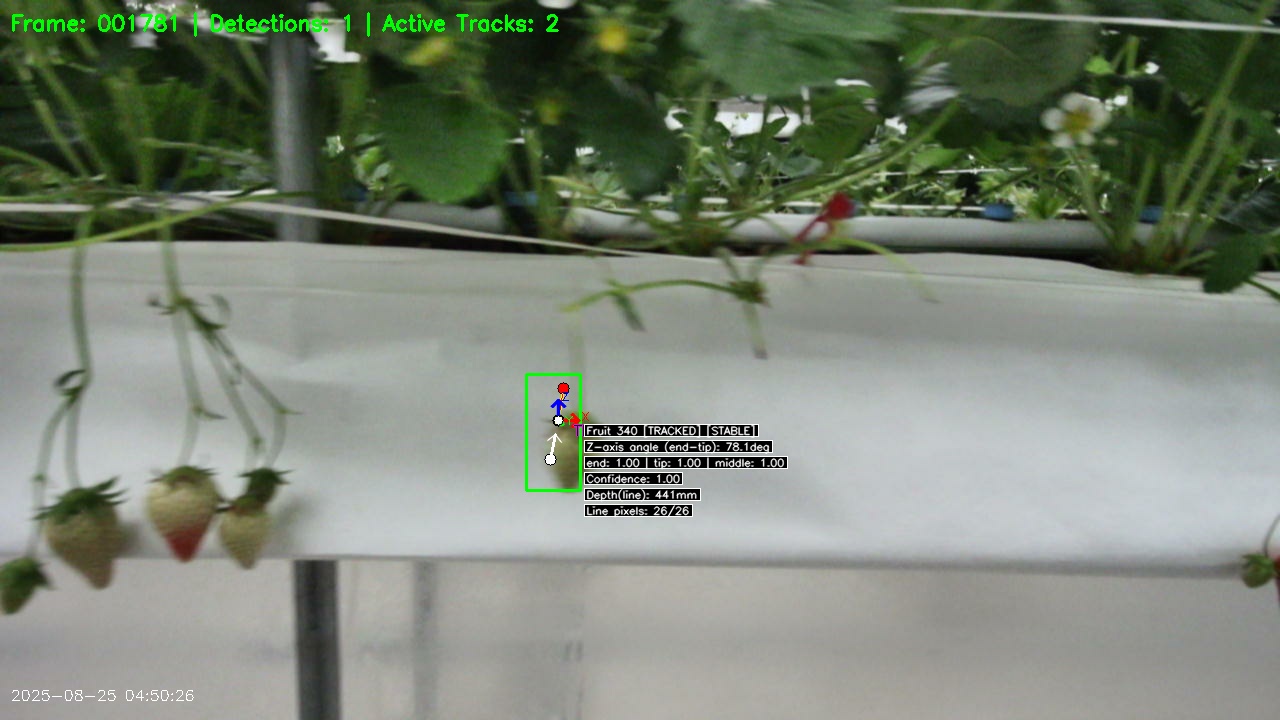 Frame: 001781 | Detections: 1 | Active Tracks: 2
Z
X
Fruit 340 [TRACKED] [STABLE]
Z-axis angle (end-tip): 78.1deg
end: 1.00 | tip: 1.00 | middle: 1.00
Confidence: 1.00
Depth(line): 441mm
Line pixels: 26/26
2025-08-25 04:50:26